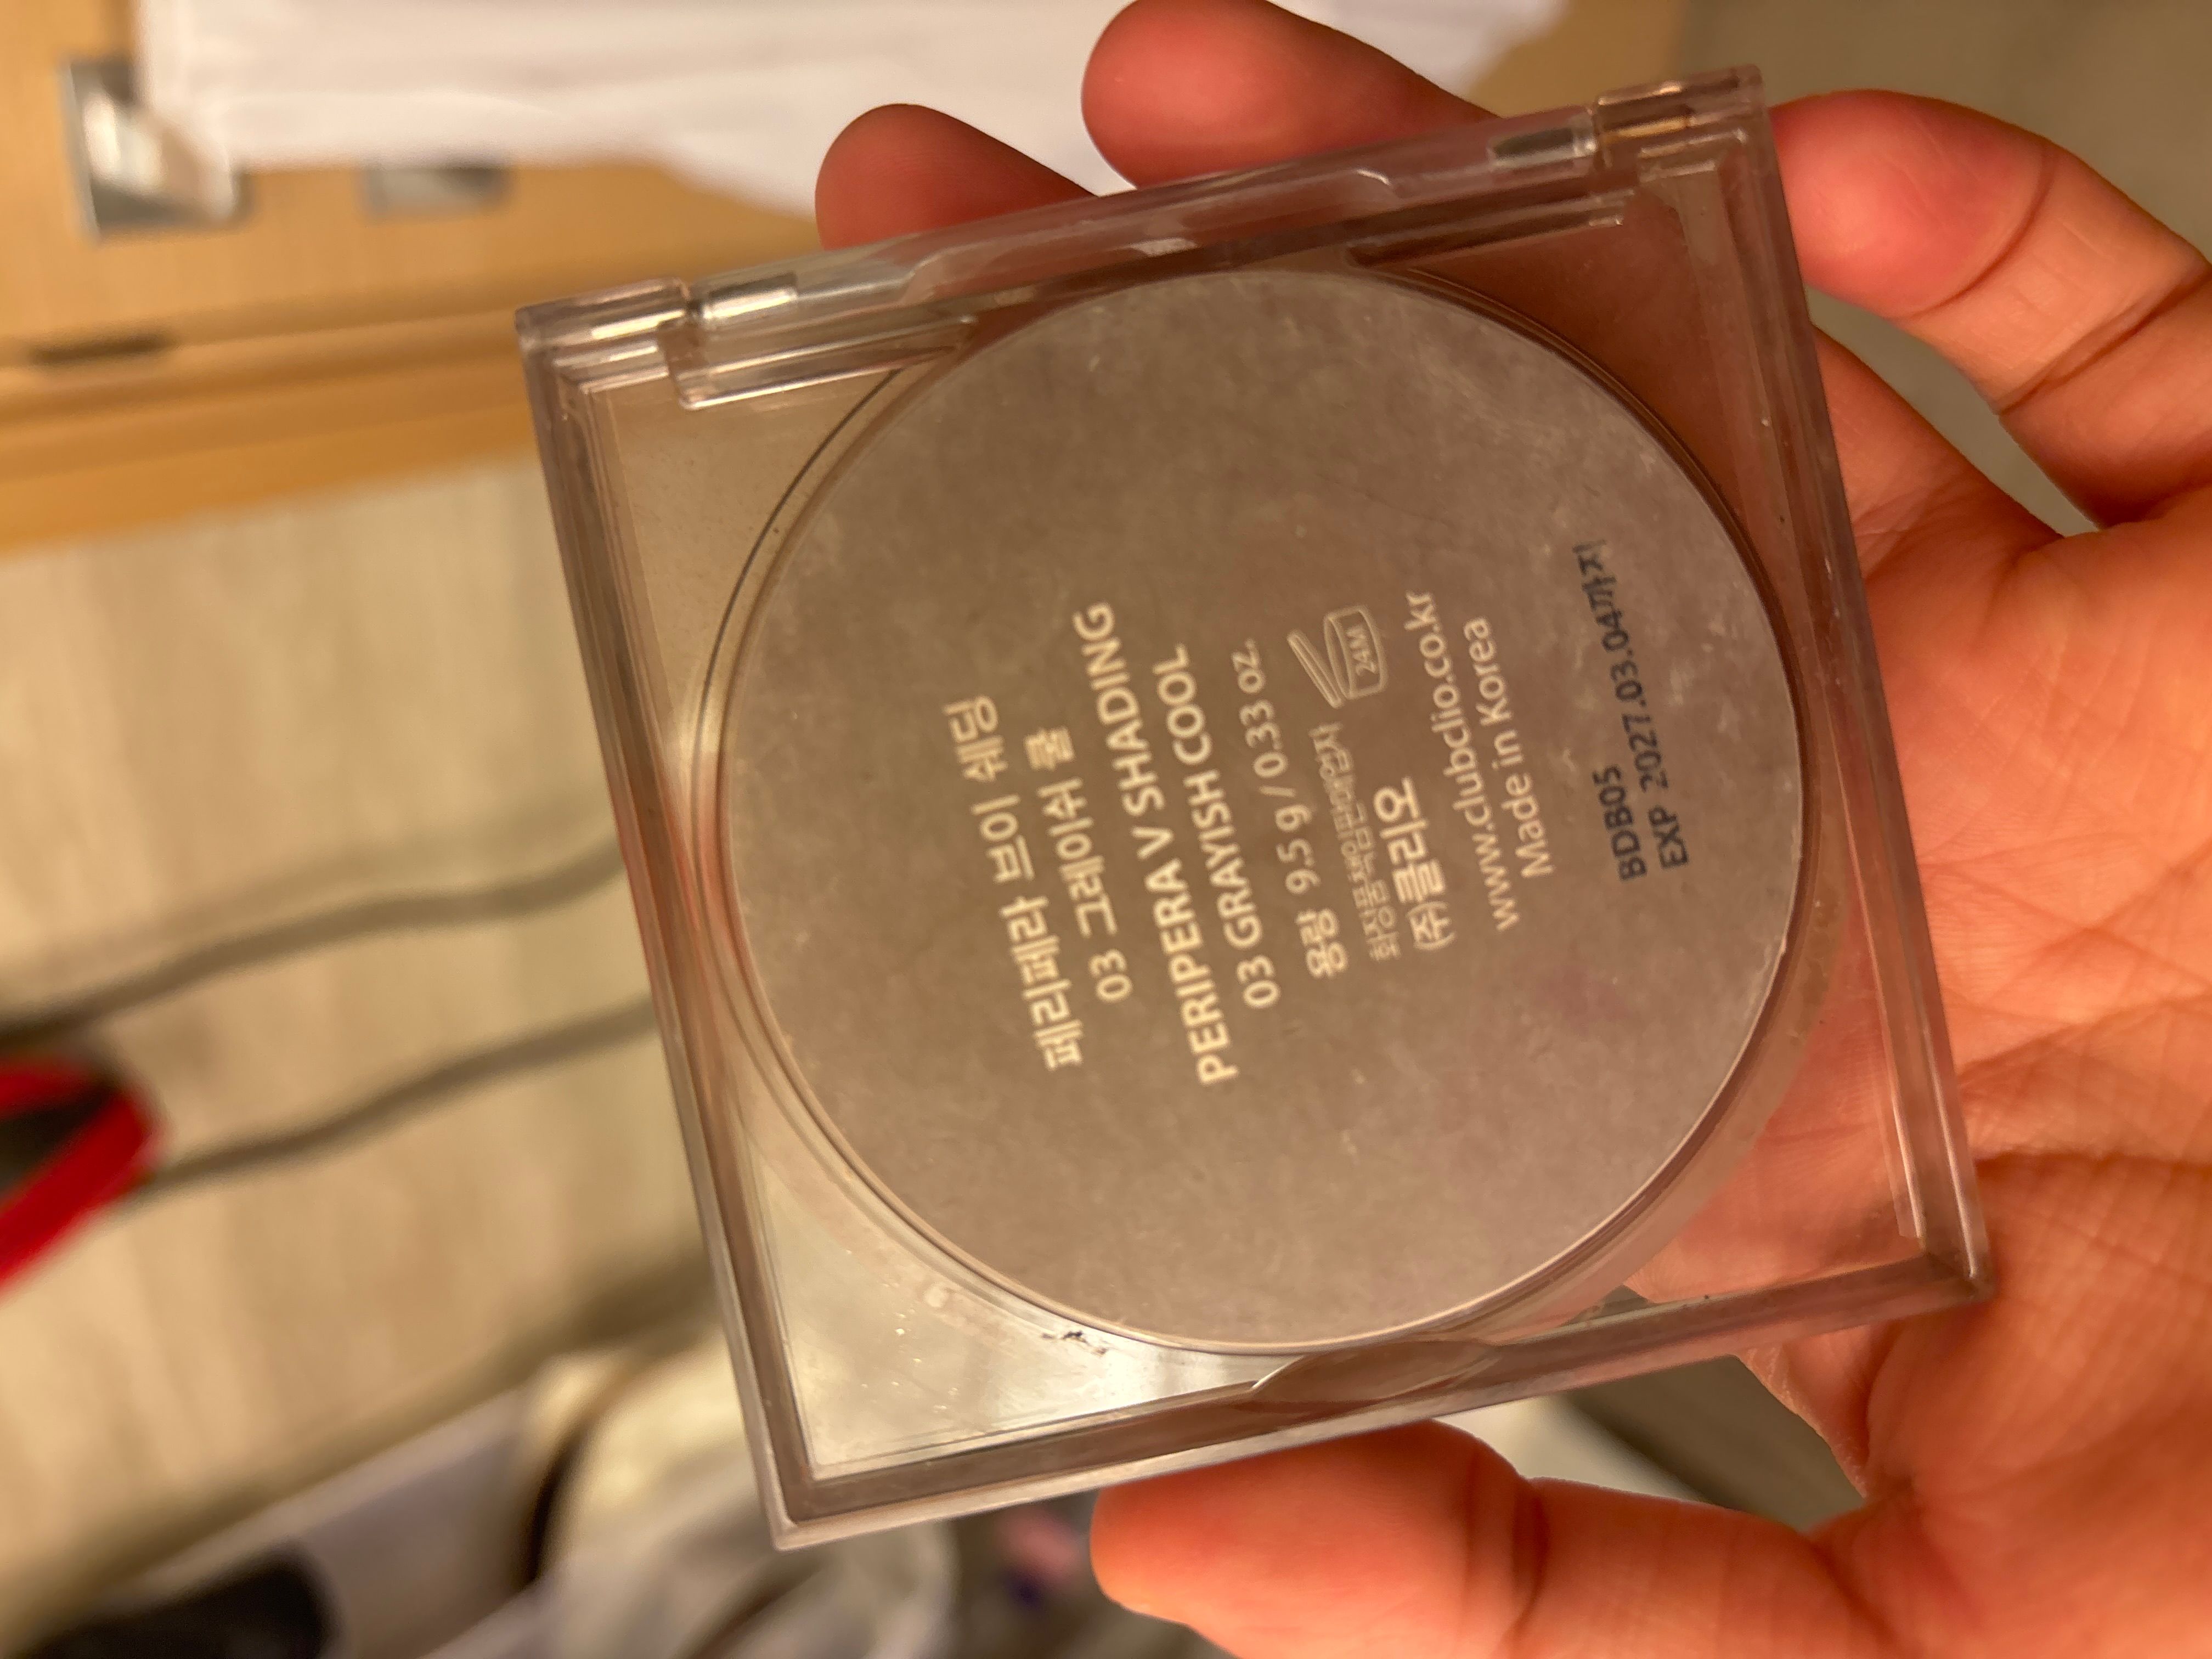 페리페라 브이 쉐딩
03 그레이쉬 쿨
PERIPERA V SHADING
03 GRAYISH COOL
용량 9.5 g / 0.33 oz.
화장품책임판매업자
24M
(주)클리오
www.clubclio.co.kr
Made in Korea
BDB05
EXP 2027.03.04까지